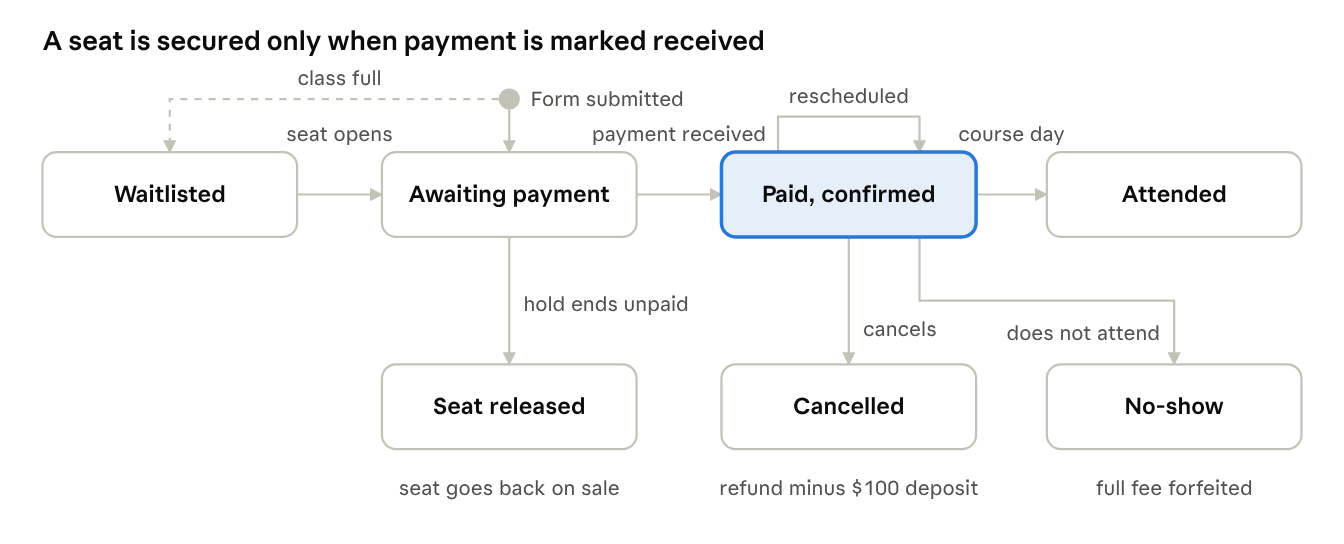 A seat is secured only when payment is marked received
class full
Form submitted
rescheduled
seat opens
payment received
course day
Waitlisted
Awaiting payment
Paid, confirmed
Attended
hold ends unpaid
cancels
does not attend
Seat released
Cancelled
No-show
seat goes back on sale
refund minus $100 deposit
full fee forfeited